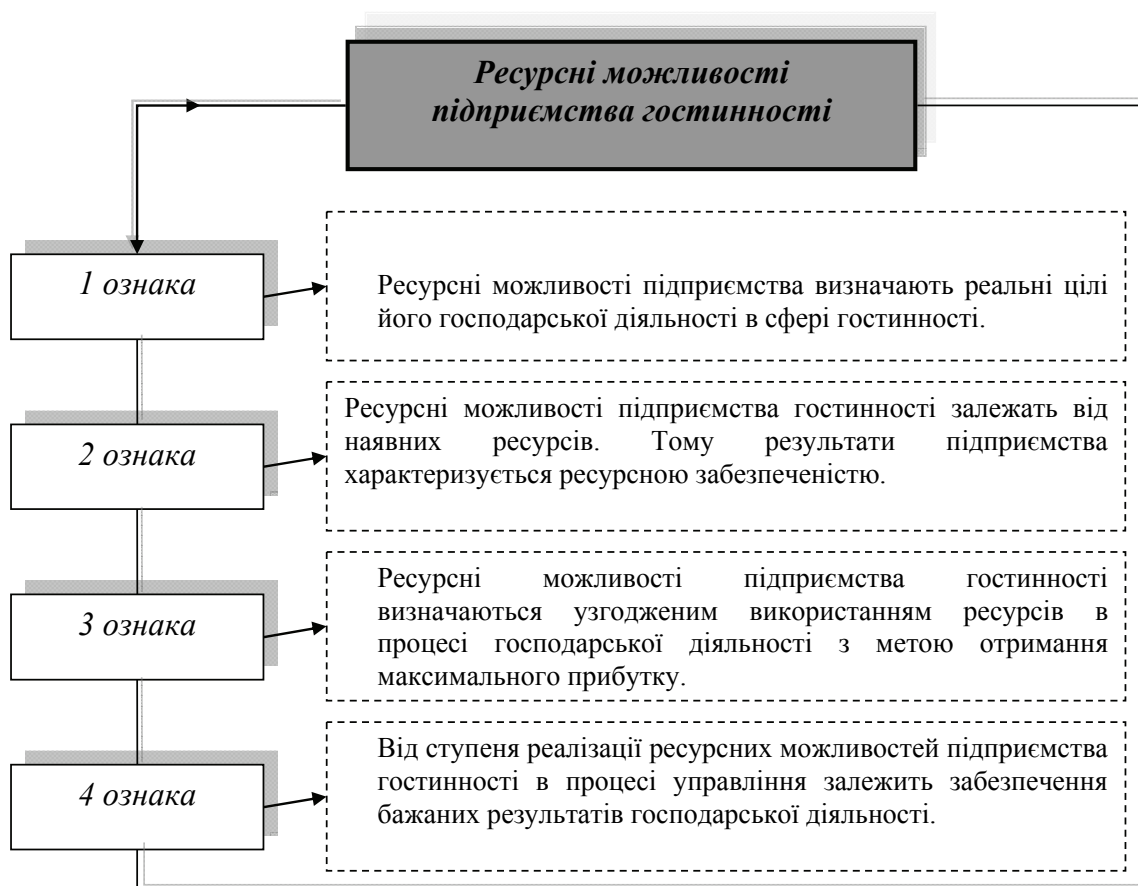 Ресурсні можливості
підприємства гостинності
1 ознака
Ресурсні можливості підприємства визначають реальні цілі
його господарської діяльності в сфері гостинності.
2 ознака
Ресурсні можливості підприємства гостинності залежать від
наявних ресурсів. Тому результати підприємства
характеризується ресурсною забезпеченістю.
3 ознака
Ресурсні можливості підприємства гостинності
визначаються узгодженим використанням ресурсів в
процесі господарської діяльності з метою отримання
максимального прибутку.
4 ознака
Від ступеня реалізації ресурсних можливостей підприємства
гостинності в процесі управління залежить забезпечення
бажаних результатів господарської діяльності.